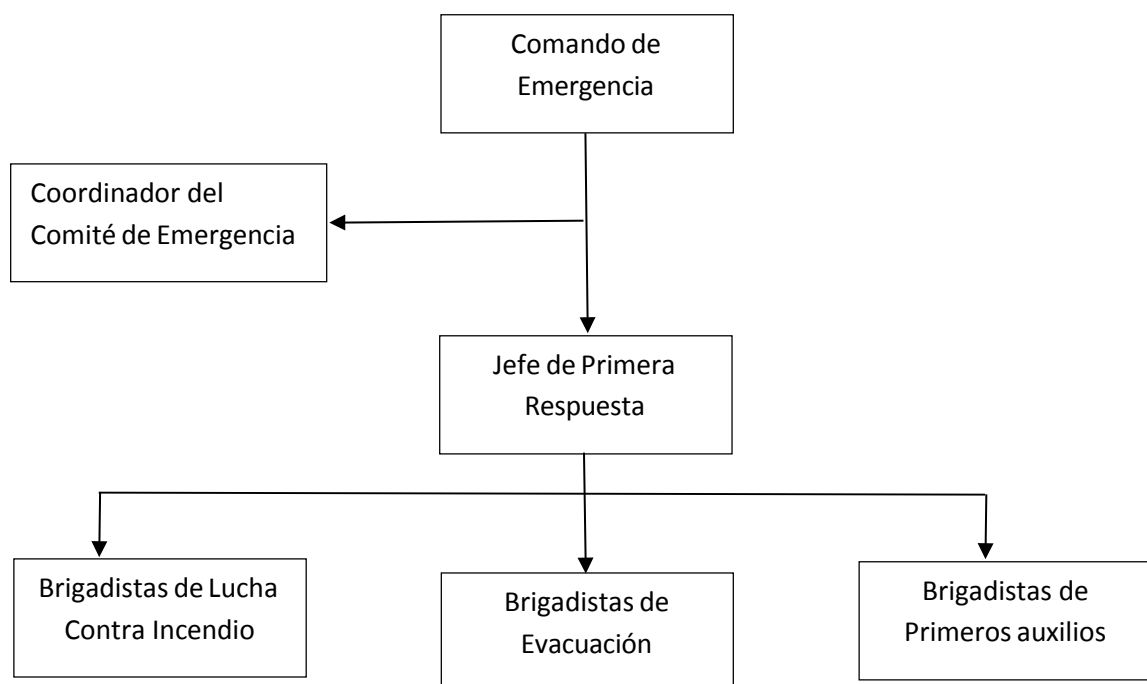 Comando de
Emergencia
Coordinador del
Comité de Emergencia
Jefe de Primera
Respuesta
Brigadistas de Lucha
Contra Incendio
Brigadistas de
Evacuación
Brigadistas de
Primeros auxilios